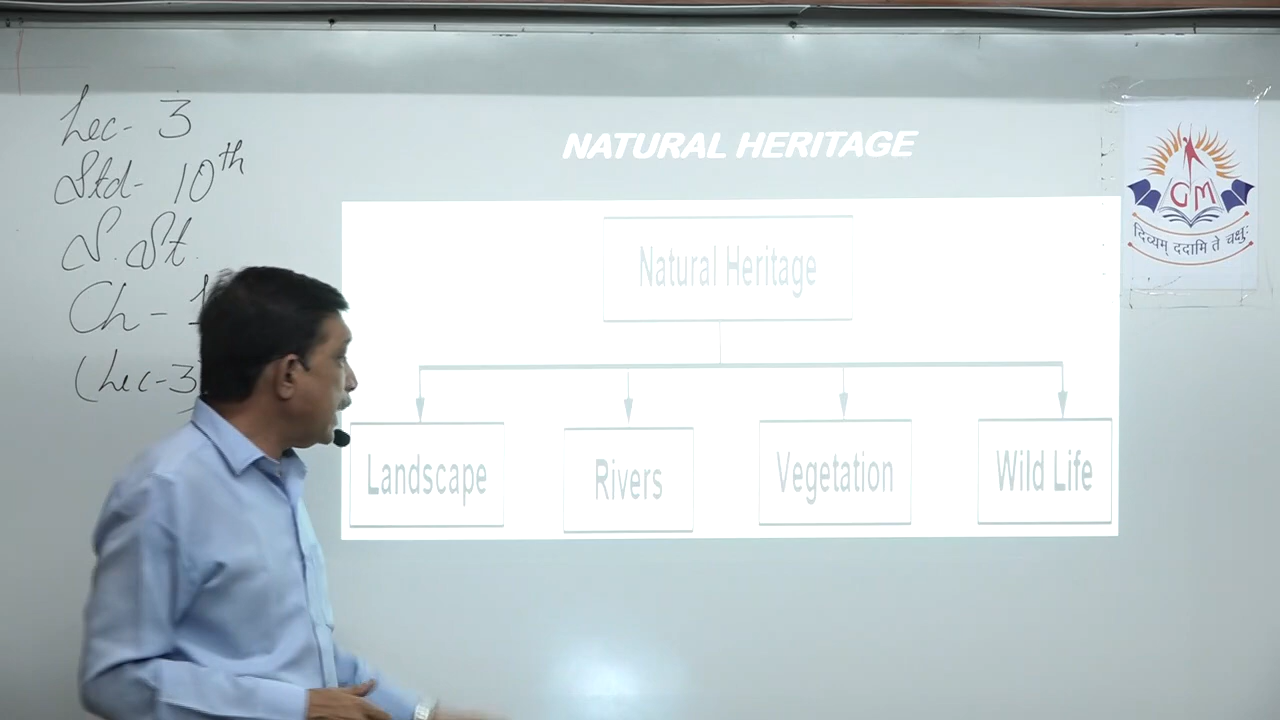 Lec- 3
Std- 10th
S.St.
Ch-
(Lec-3
NATURAL HERITAGE
Natural Heritage
Landscape
Rivers
Vegetation
Wild Life
GM
दिव्यम् ददामि ते चक्षुः